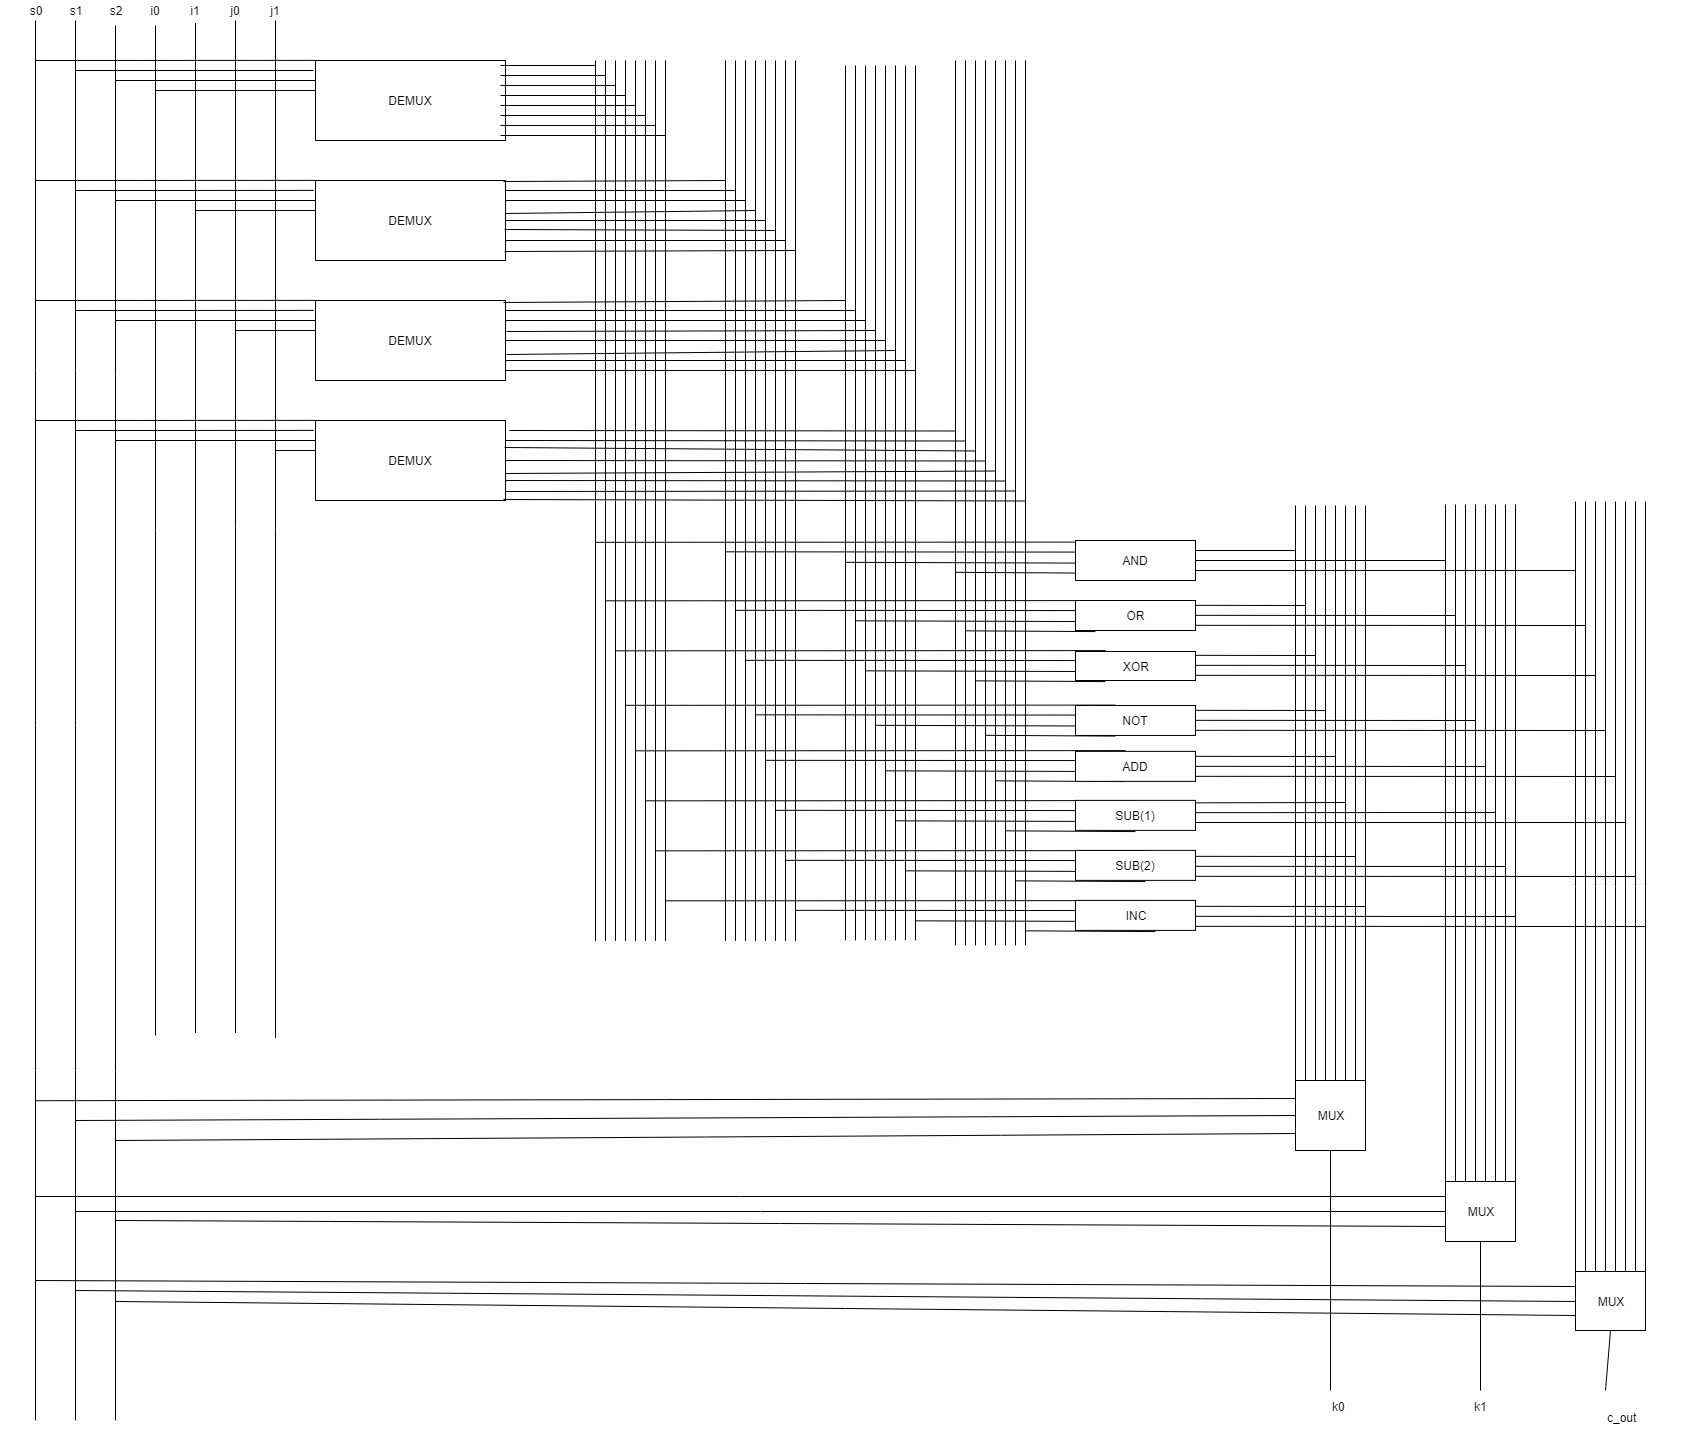 s0 s1 s2 i0 i1 j0 j1
DEMUX
DEMUX
DEMUX
DEMUX
AND
OR
XOR
NOT
ADD
SUB(1)
SUB(2)
INC
MUX
MUX
MUX
k0 k1
c_out